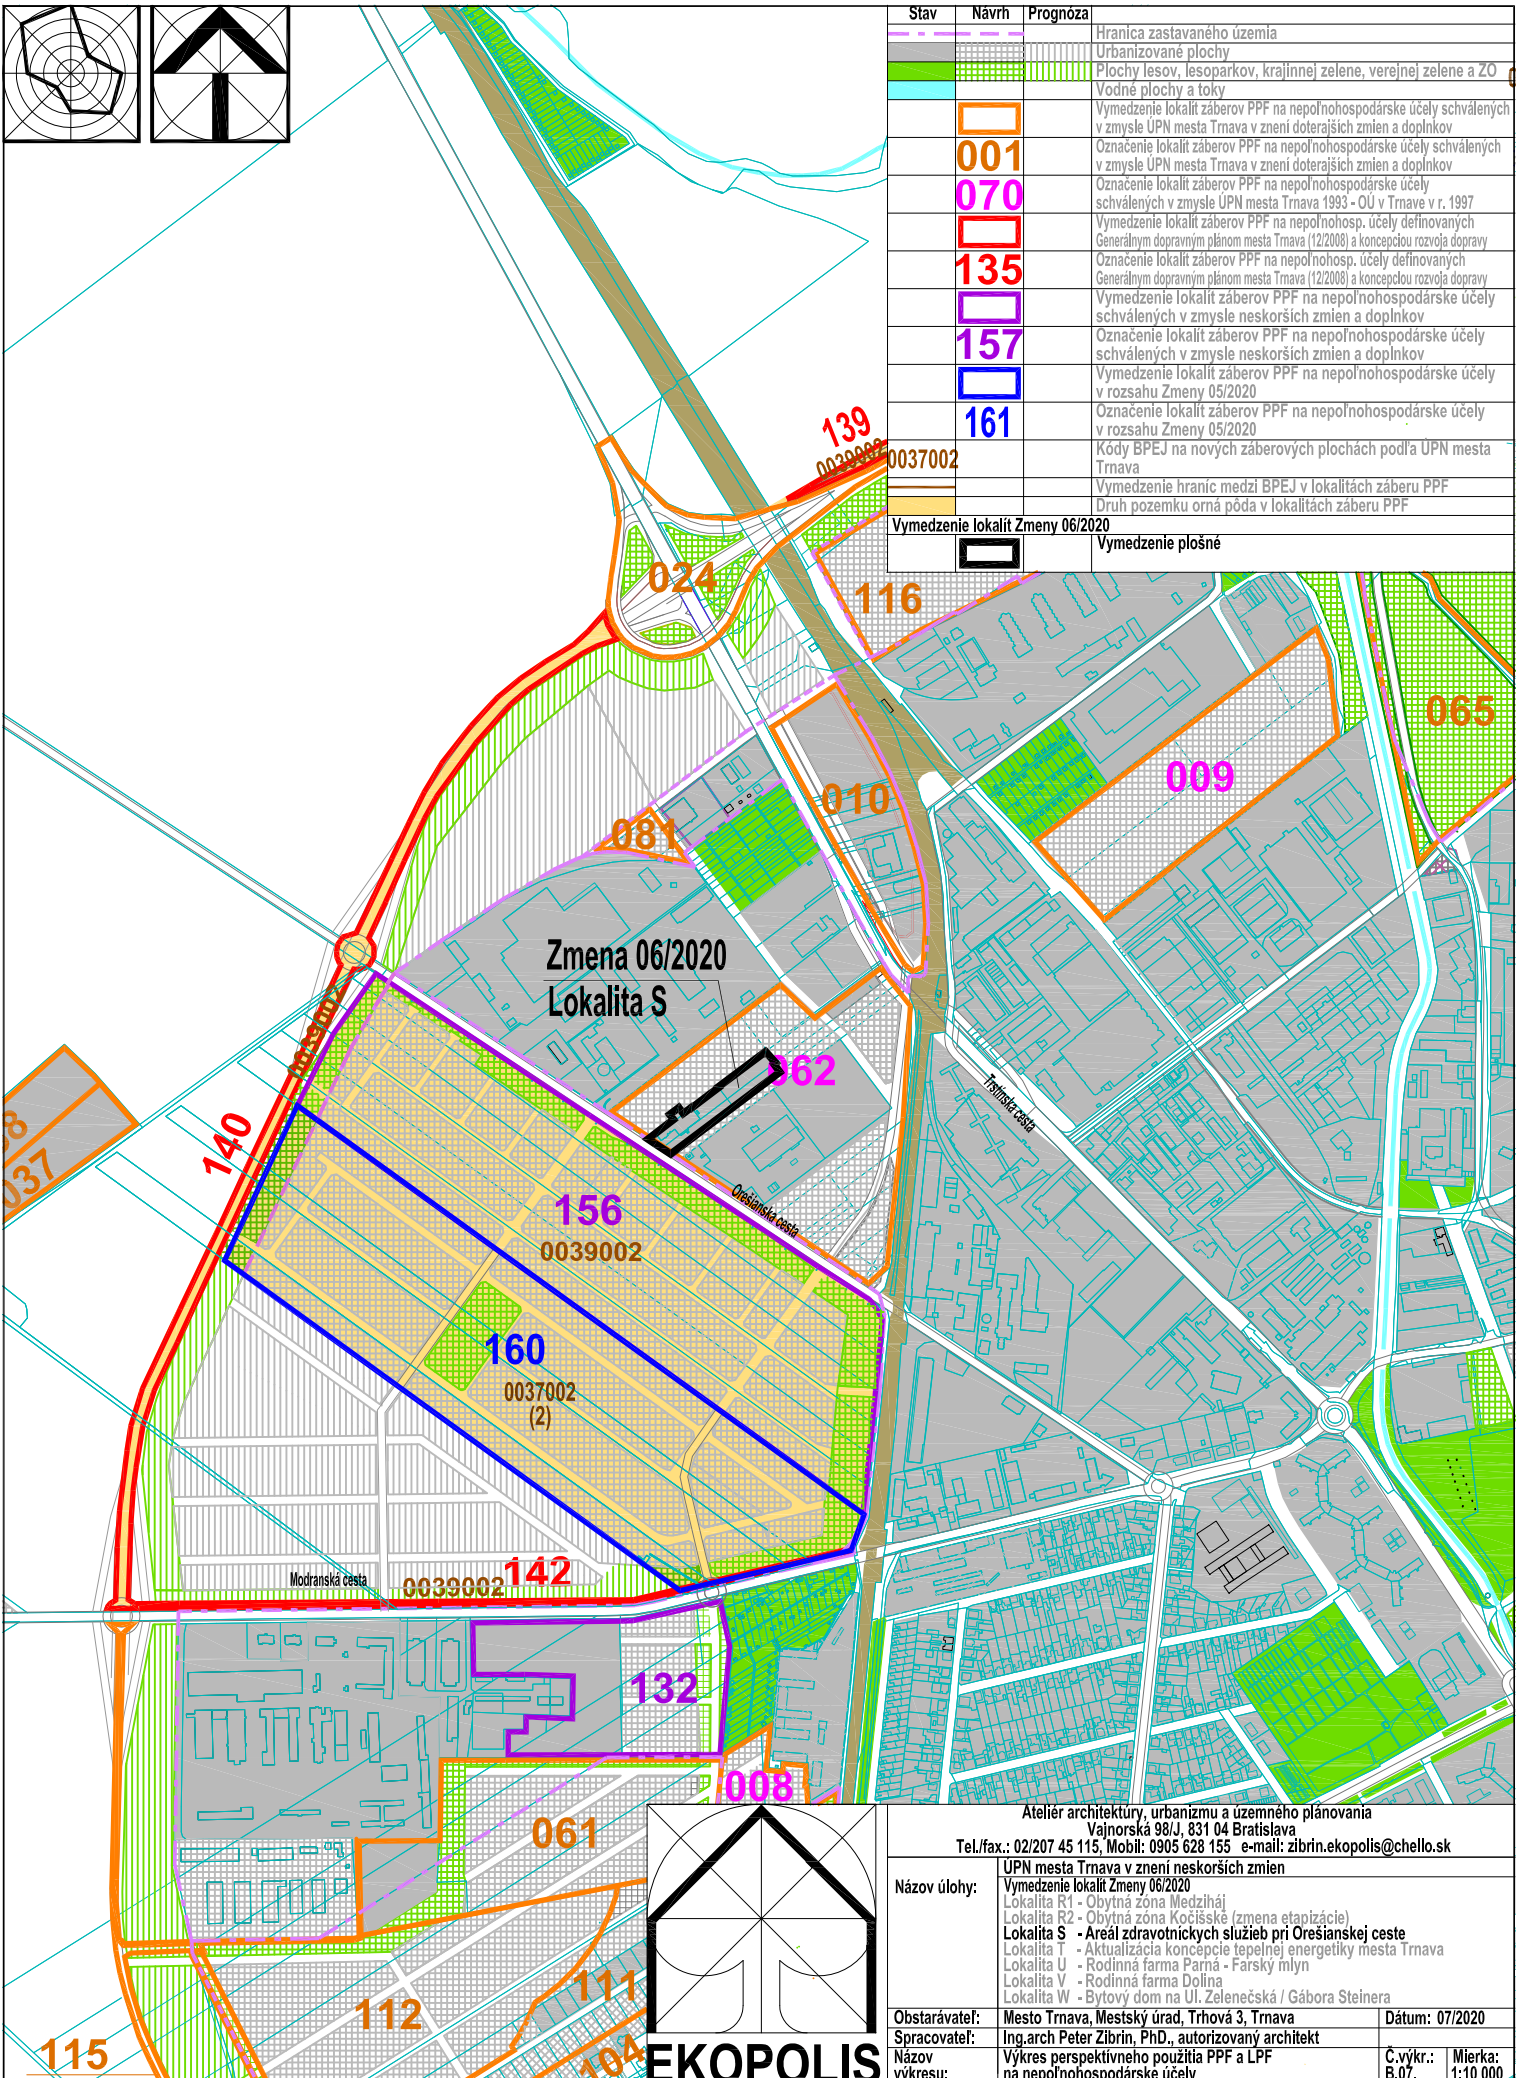 Stav Návrh Prognóza
Hranica zastavaného územia
Urbanizované plochy
Plochy lesov, lesoparkov, krajinnej zelene, verejnej zelene a ZO
Vodné plochy a toky
Vymedzenie lokalít záberov PPF na nepoľnohospodárske účely schválených
v zmysle ÚPN mesta Trnava v znení doterajších zmien a doplnkov
001
Označenie lokalít záberov PPF na nepoľnohospodárske účely schválených
v zmysle ÚPN mesta Trnava v znení doterajších zmien a doplnkov
070
Označenie lokalít záberov PPF na nepoľnohospodárske účely
schválených v zmysle ÚPN mesta Trnava 1993 - OÚ v Trnave v r. 1997
Vymedzenie lokalít záberov PPF na nepoľnohosp. účely definovaných
Generálnym dopravným plánom mesta Trnava (12/2008) a koncepciou rozvoja dopravy
135
Označenie lokalít záberov PPF na nepoľnohosp. účely definovaných
Generálnym dopravným plánom mesta Trnava (12/2008) a koncepciou rozvoja dopravy
Vymedzenie lokalít záberov PPF na nepoľnohospodárske účely
schválených v zmysle neskorších zmien a doplnkov
157
Označenie lokalít záberov PPF na nepoľnohospodárske účely
schválených v zmysle neskorších zmien a doplnkov
Vymedzenie lokalít záberov PPF na nepoľnohospodárske účely
v rozsahu Zmeny 05/2020
161
Označenie lokalít záberov PPF na nepoľnohospodárske účely
v rozsahu Zmeny 05/2020
0037002
Kódy BPEJ na nových záberových plochách podľa ÚPN mesta
Trnava
Vymedzenie hraníc medzi BPEJ v lokalitách záberu PPF
Druh pozemku orná pôda v lokalitách záberu PPF
Vymedzenie lokalít Zmeny 06/2020
Vymedzenie plošné
139
0039002
024
116
065
009
010
081
Zmena 06/2020
Lokalita S
062
0039002
Trstínska cesta
140
037
156
0039002
Orešianska cesta
160
0037002
(2)
142
Modranská cesta
0039002
132
008
061
111
112
104
115
EKOPOLIS
Ateliér architektúry, urbanizmu a územného plánovania
Vajnorská 98/J, 831 04 Bratislava
Tel./fax.: 02/207 45 115, Mobil: 0905 628 155 e-mail: zibrin.ekopolis@chello.sk
Názov úlohy:
ÚPN mesta Trnava v znení neskorších zmien
Vymedzenie lokalít Zmeny 06/2020
Lokalita R1 - Obytná zóna Medziháj
Lokalita R2 - Obytná zóna Kočišské (zmena etapizácie)
Lokalita S - Areál zdravotníckych služieb pri Orešianskej ceste
Lokalita T - Aktualizácia koncepcie tepelnej energetiky mesta Trnava
Lokalita U - Rodinná farma Parná - Farský mlyn
Lokalita V - Rodinná farma Dolina
Lokalita W - Bytový dom na Ul. Zelenečská / Gábora Steinera
Obstarávateľ: Mesto Trnava, Mestský úrad, Trhová 3, Trnava Dátum: 07/2020
Spracovateľ: Ing.arch Peter Zibrin, PhD., autorizovaný architekt
Názov výkresu: Výkres perspektívneho použitia PPF a LPF
na nepoľnohospodárske účely
Č.výkr.: B.07. Mierka: 1:10 000